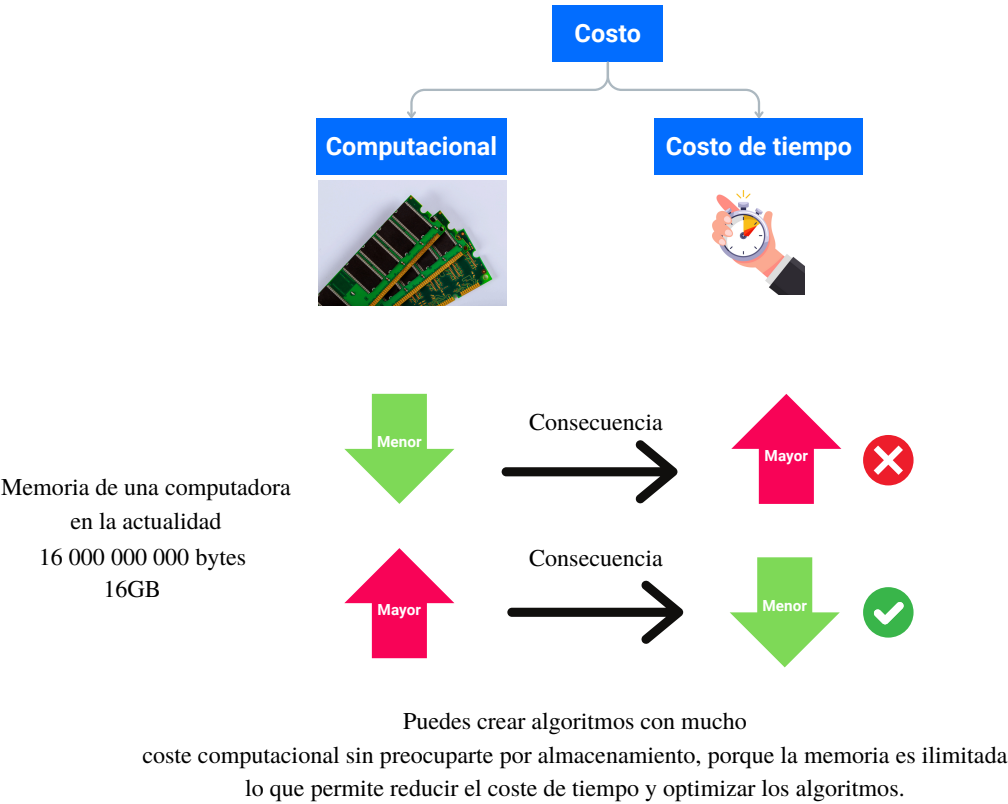 Costo
Computacional
Costo de tiempo
Menor
Consecuencia
Mayor
Memoria de una computadora
en la actualidad
16 000 000 000 bytes
16GB
Mayor
Consecuencia
Menor
Puedes crear algoritmos con mucho
coste computacional sin preocuparte por almacenamiento, porque la memoria es ilimitada
lo que permite reducir el coste de tiempo y optimizar los algoritmos.